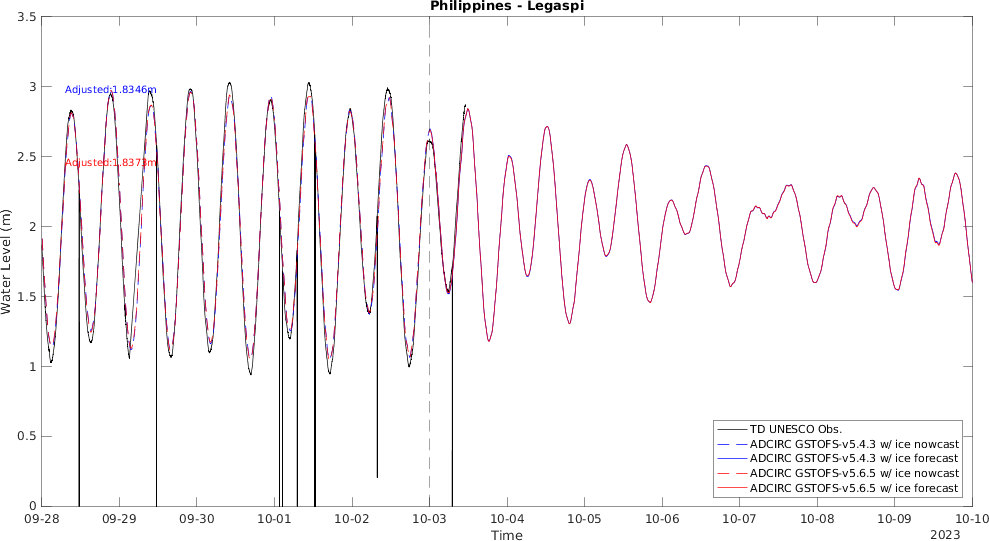 Philippines - Legaspi
3.5
3
2.5
2
1.5
1
0.5
0
Water Level (m)
Adjusted:1.8346m
Adjusted:1.8373m
TD UNESCO Obs.
ADCIRC GSTOFS-v5.4.3 w/ ice nowcast
ADCIRC GSTOFS-v5.4.3 w/ ice forecast
ADCIRC GSTOFS-v5.6.5 w/ ice nowcast
ADCIRC GSTOFS-v5.6.5 w/ ice forecast
09-28 09-29 09-30 10-01 10-02 10-03 10-04 10-05 10-06 10-07 10-08 10-09 10-10
Time
2023